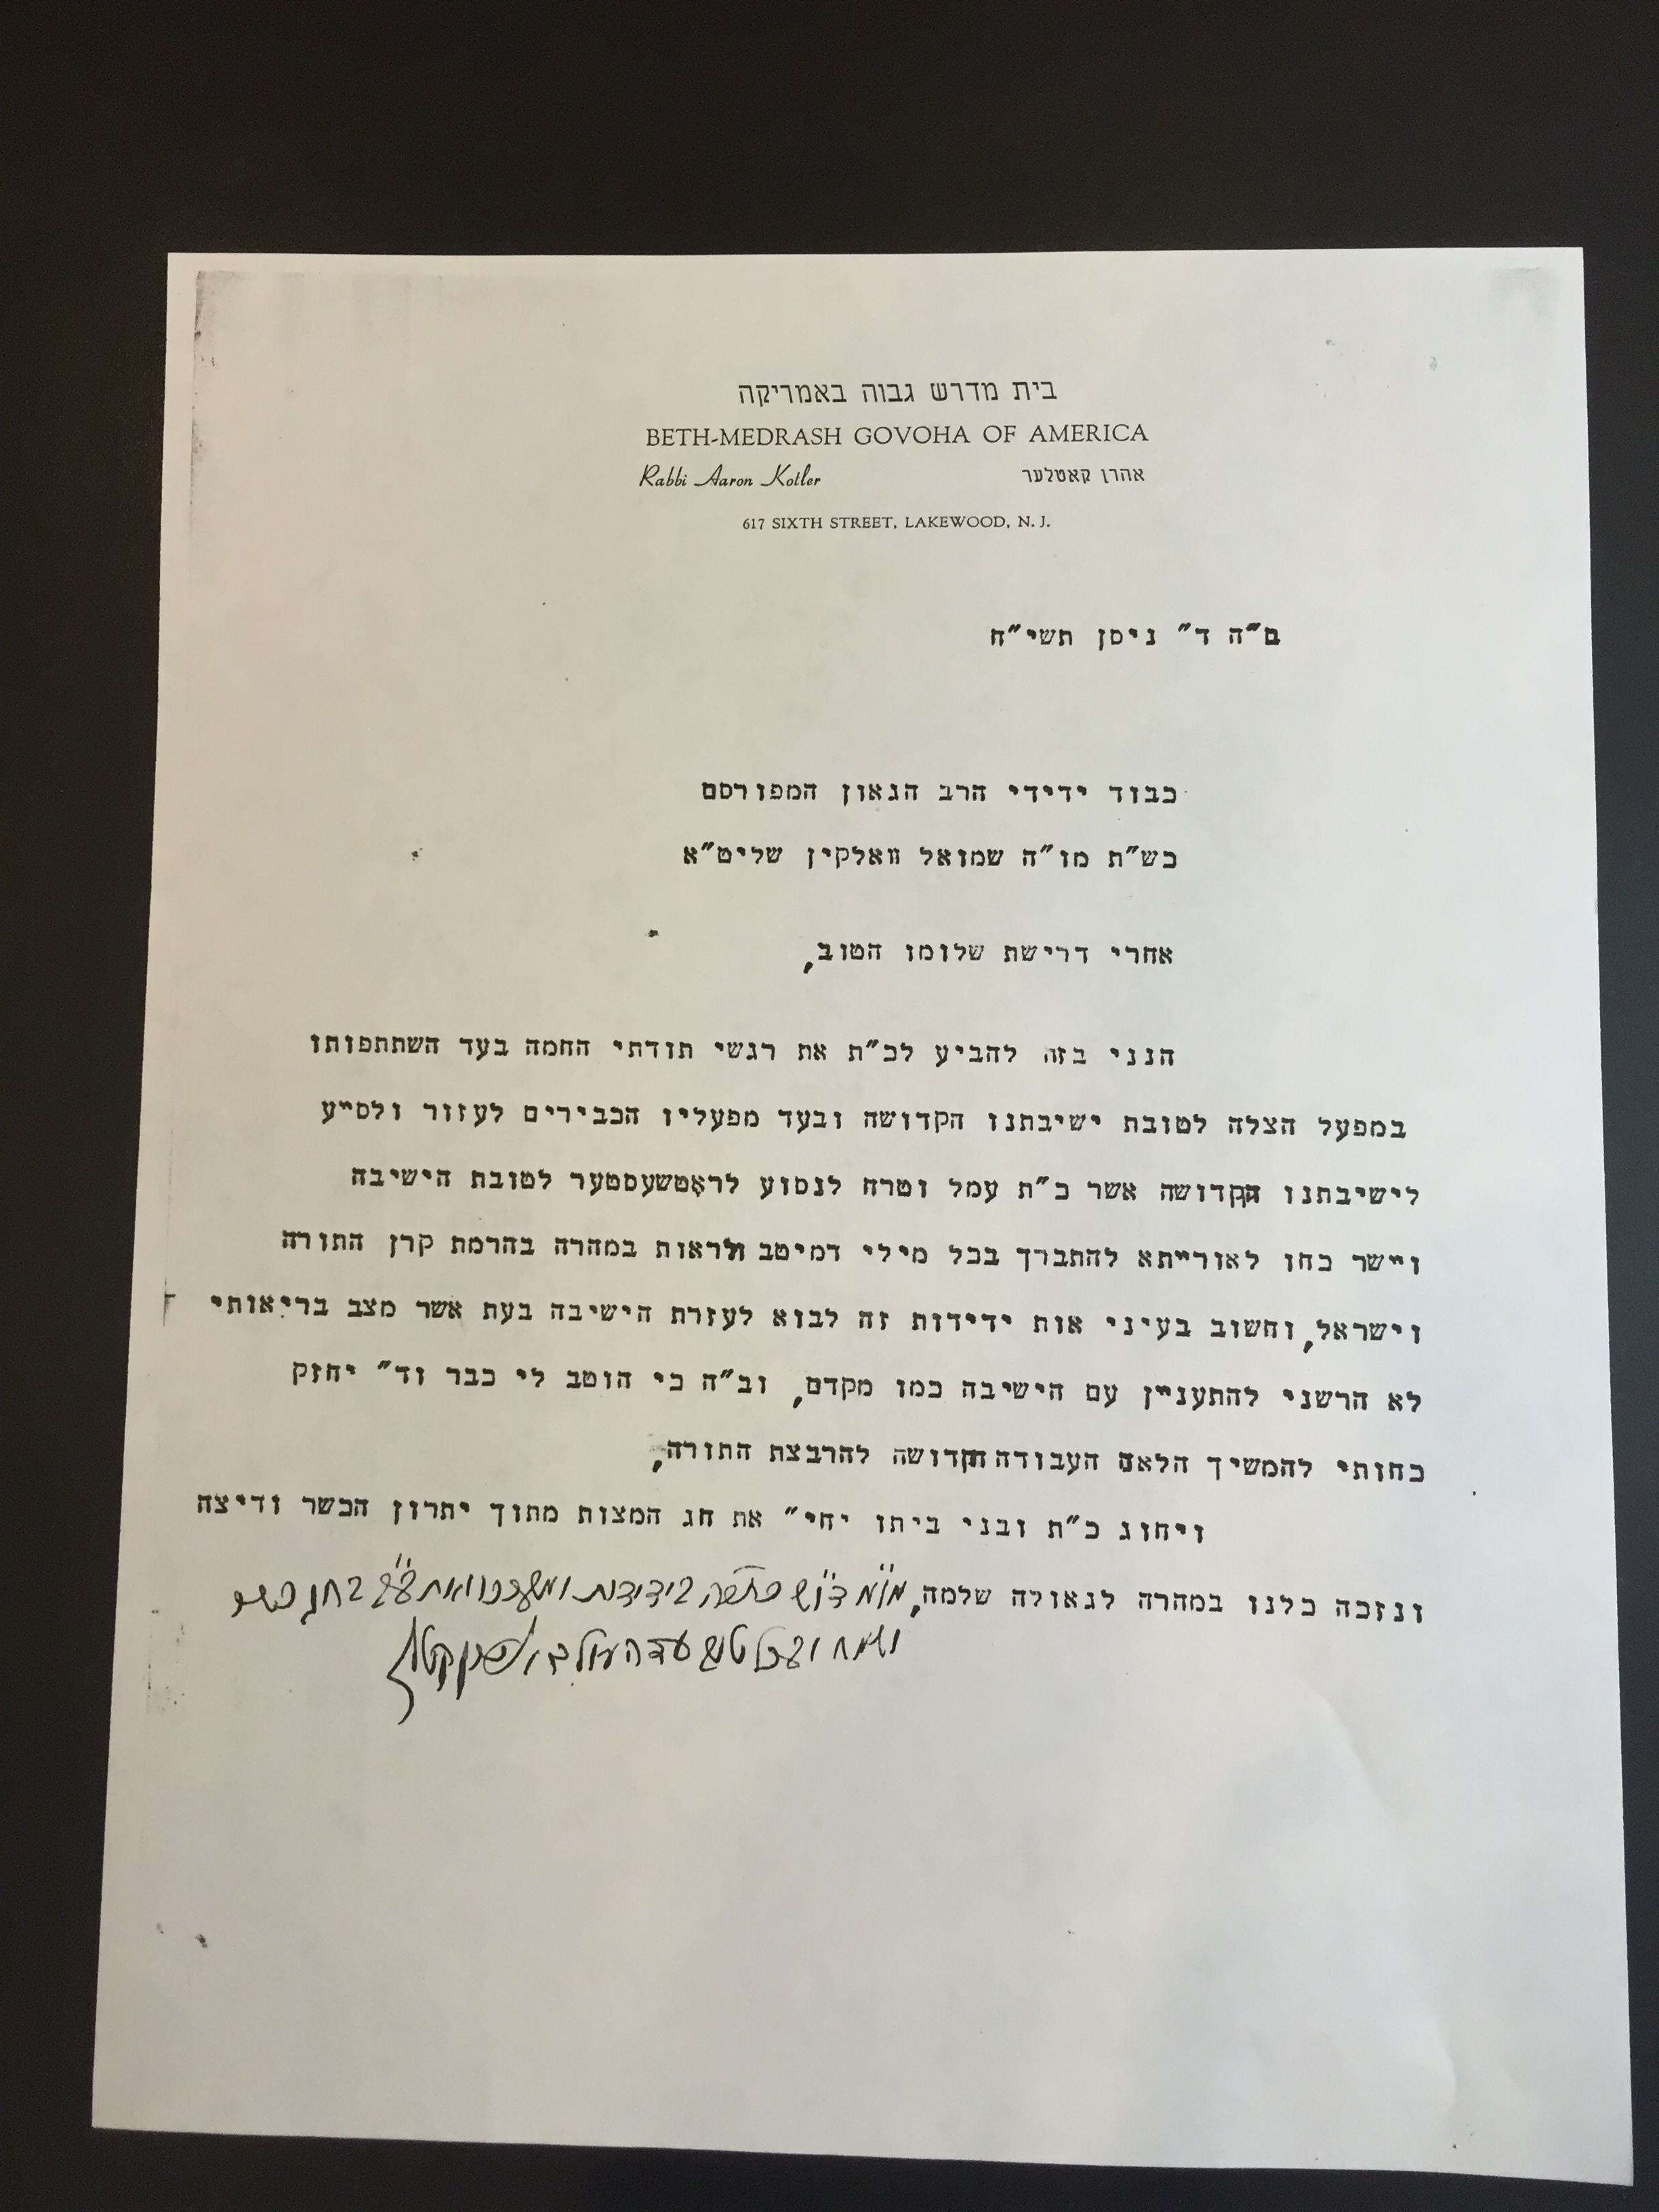 בית מדרש גבוה באמריקה
BETH-MEDRASH GOVOHA OF AMERICA
Rabbi Aaron Kotler אהרן קאטלער
617 SIXTH STREET, LAKEWOOD, N. J.
ב״ה ד״ ניסן תשי״ח
כבוד ידידי הרב הגאון המפורסם
כש״ת מו״ה שמואל וואלקין שליט״א
אחרי דרישת שלומו הטוב,
הנני בזה להביע לכ״ת את רגשי תודתי החמה בעד השתתפותו
במפעל הצלה לטובת ישיבתנו הקדושה ובעד מפעליו הכבירים לעזור ולסייע
לישיבתנו הקדושה אשר כ״ת עמל וטרח לנסוע לראטשעסטער לטובת הישיבה
ויישר כחו לאורייתא להתברך בכל מילי דמיטב ולראות במהרה בהרמת קרן התורה
וישראל, וחשוב בעיני אות ידידות זה לבוא לעזרת הישיבה בעת אשר מצב בריאותי
לא הרשני להתעניין עם הישיבה כמו מקדם, וב״ה כי הוטב לי כבר וד״ יחזק
כחותי להמשיך הלאה העבודה הקדושה להרבצת התורה,
ויחוג כ״ת ובני ביתו יחי״ את חג המצות מתוך יתרון הכשר ודיצה
ונזכה כלנו במהרה לגאולה שלמה, בידידות בחג כשר
ושמח